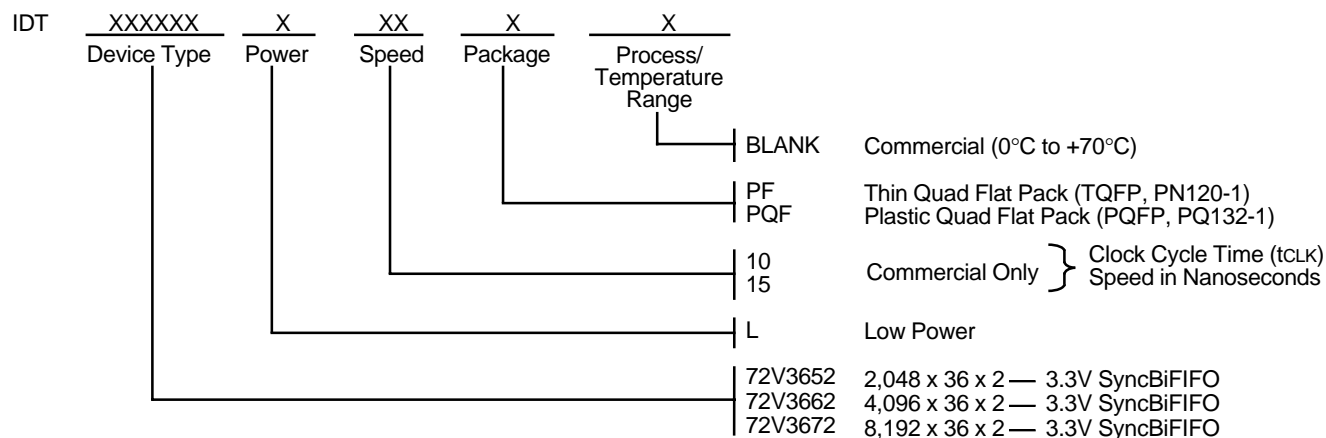 IDT XXXXXX X XX X X
Device Type Power Speed Package Process/
Temperature
Range
BLANK Commercial (0°C to +70°C)
PF Thin Quad Flat Pack (TQFP, PN120-1)
PQF Plastic Quad Flat Pack (PQFP, PQ132-1)
10
15
Commercial Only
Clock Cycle Time (tCLK)
Speed in Nanoseconds
L Low Power
72V3652 2,048 x 36 x 2 — 3.3V SyncBiFIFO
72V3662 4,096 x 36 x 2 — 3.3V SyncBiFIFO
72V3672 8,192 x 36 x 2 — 3.3V SyncBiFIFO